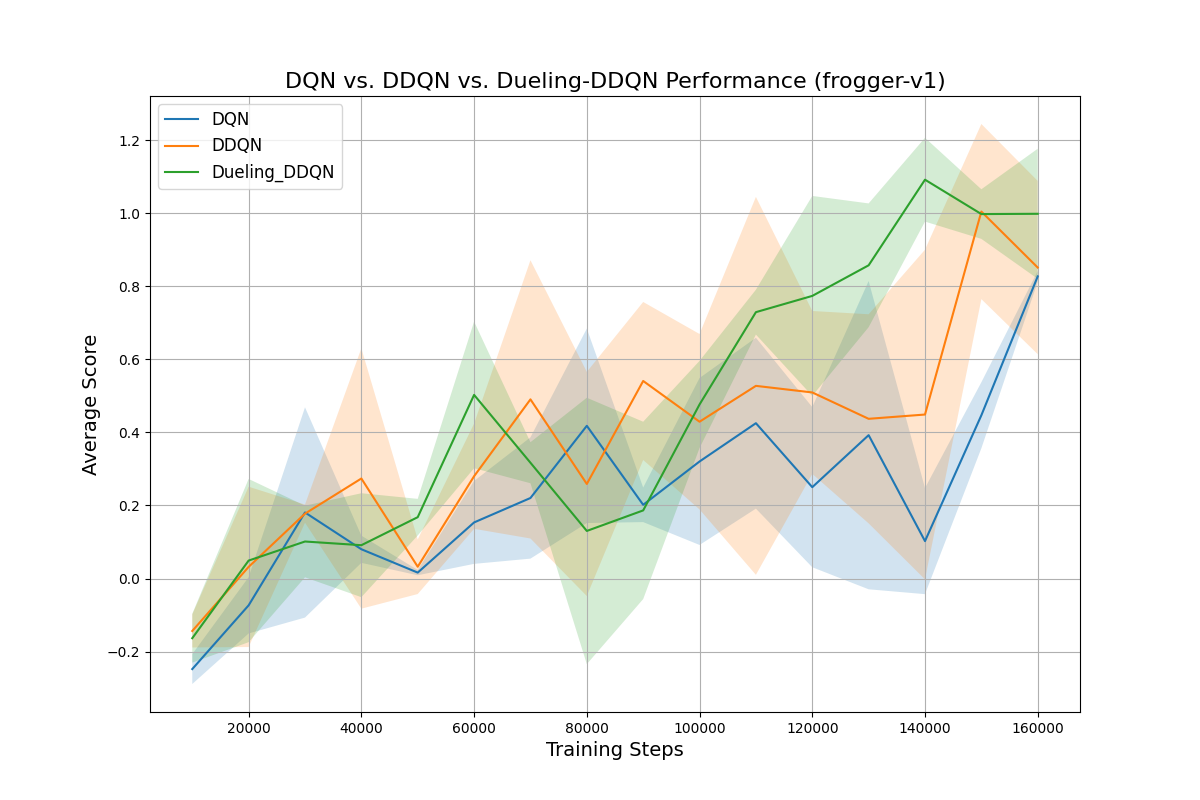 DQN vs. DDQN vs. Dueling-DDQN Performance (frogger-v1)
DQN
DDQN
Dueling_DDQN
Average Score
1.2
1.0
0.8
0.6
0.4
0.2
0.0
−0.2
20000 40000 60000 80000 100000 120000 140000 160000
Training Steps